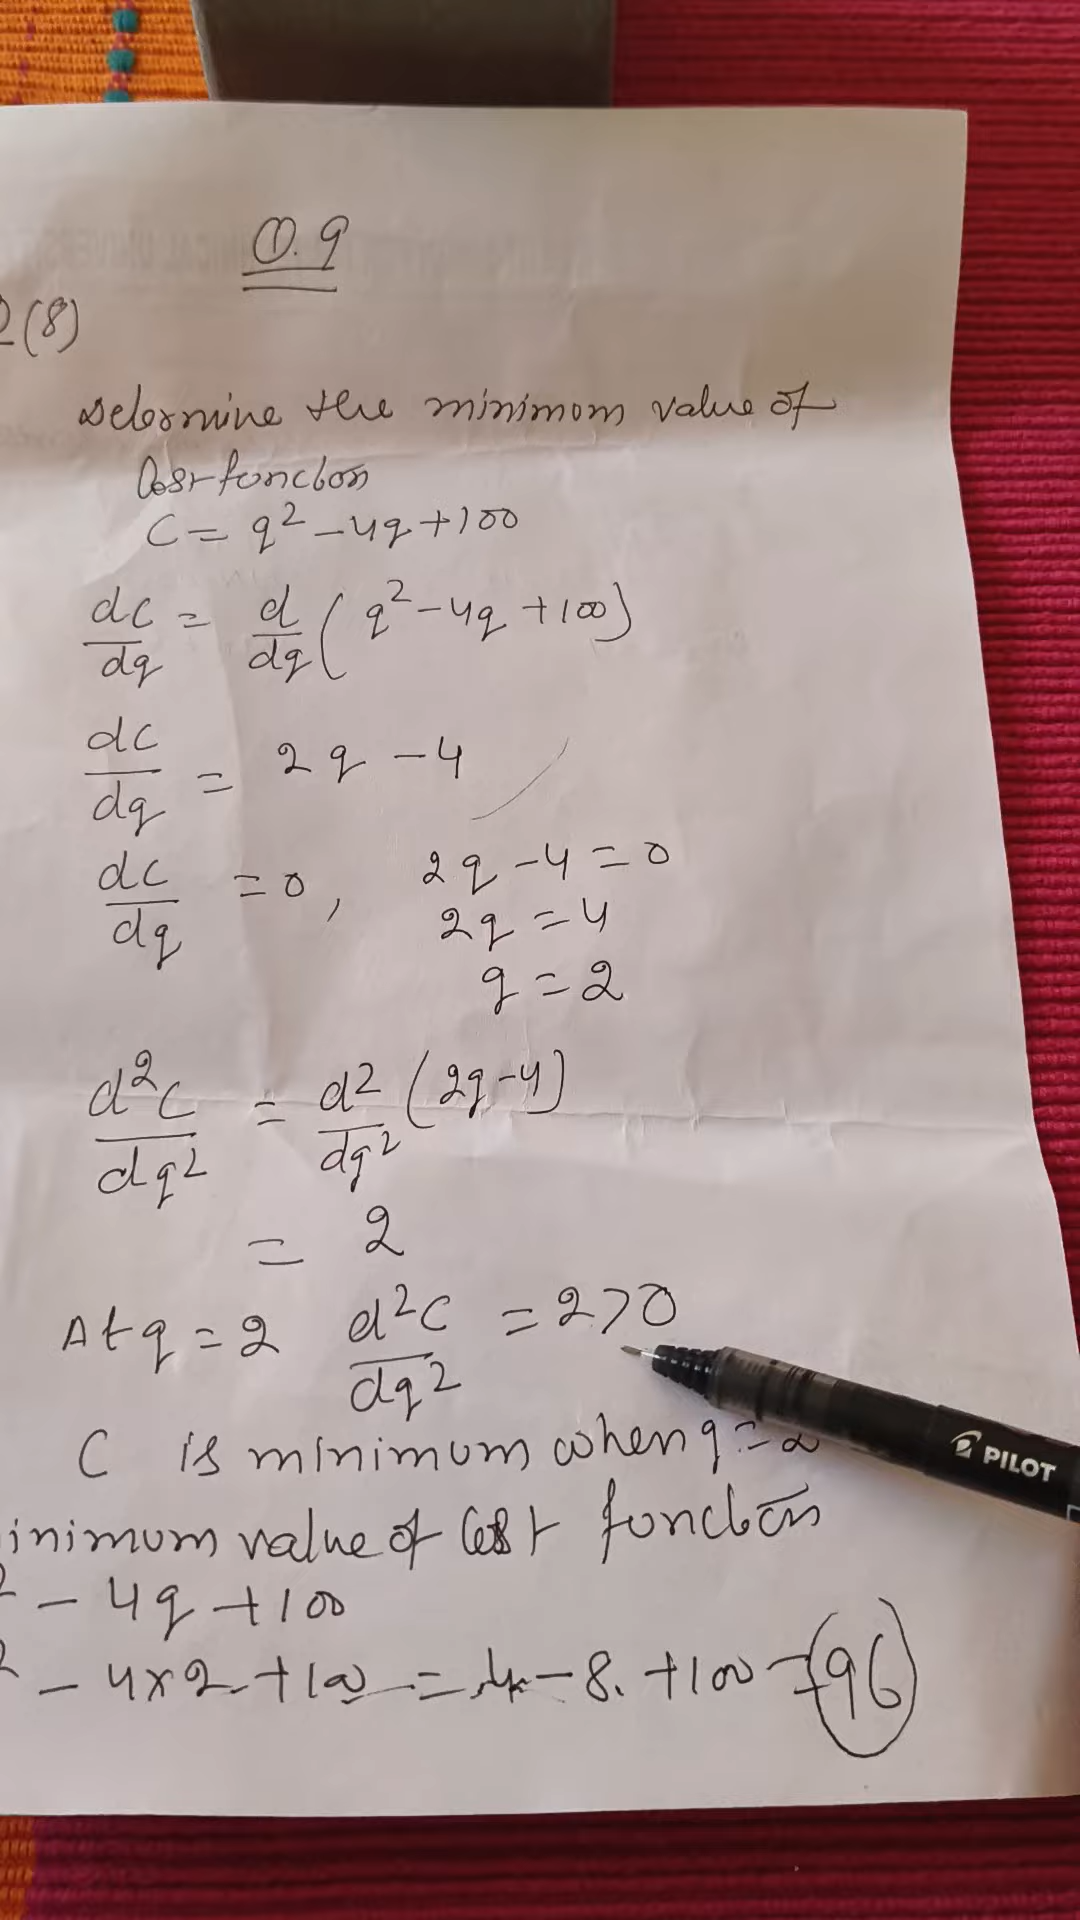 Q.9
2(8)
Determine the minimum value of
Cost function
C = q² - 4q + 100
dC/dq = d/dq (q² - 4q + 100)
dC/dq = 2q - 4
dC/dq = 0, 2q - 4 = 0
2q = 4
q = 2
d²C/dq² = d²/dq² (2q - 4)
= 2
At q = 2 d²C/dq² = 2 > 0
C is minimum when q = 2
inimum value of Cost function
² - 4q + 100
² - 4×2 + 100 = 4 - 8 + 100 = 96
PILOT